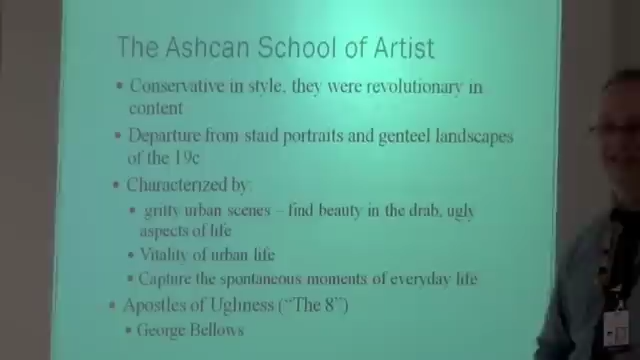 The Ashcan School of Artist
▪ Conservative in style, they were revolutionary in
content
▪ Departure from staid portraits and genteel landscapes
of the 19c
▪ Characterized by:
▪ gritty urban scenes – find beauty in the drab, ugly
aspects of life
▪ Vitality of urban life
▪ Capture the spontaneous moments of everyday life
▪ Apostles of Ugliness ("The 8")
▪ George Bellows